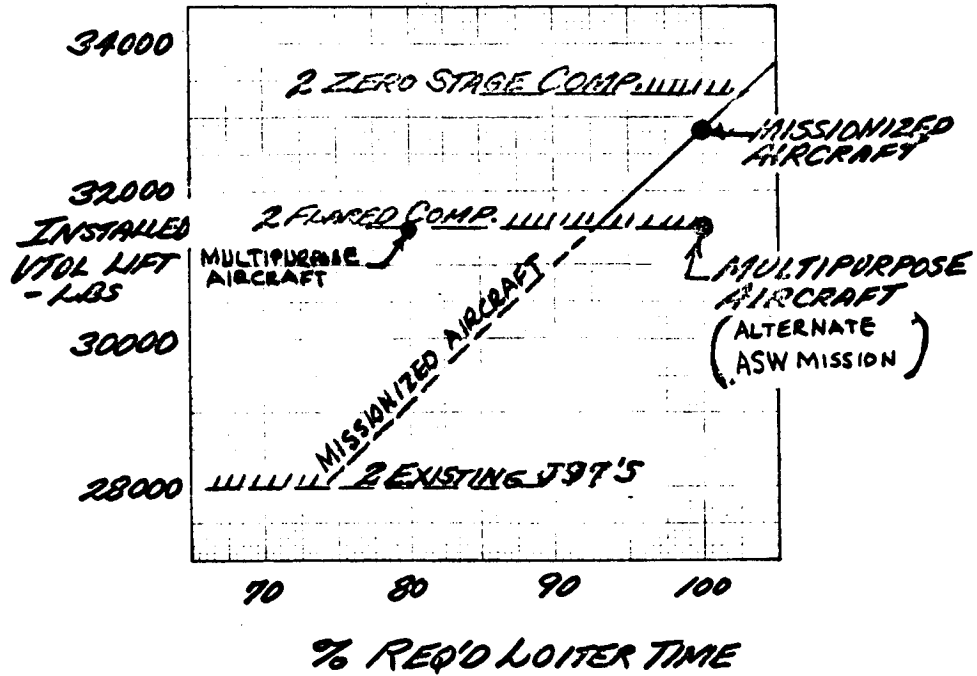 34000
2 ZERO STAGE COMP.
MISSIONIZED
AIRCRAFT
32000
INSTALLED
VTOL LIFT
- LBS
2 FLARED COMP.
MULTIPURPOSE
AIRCRAFT
MULTIPURPOSE
AIRCRAFT
(ALTERNATE
ASW MISSION)
30000
MISSIONIZED AIRCRAFT
28000
2 EXISTING J97'S
70 80 90 100
% REQ'D LOITER TIME